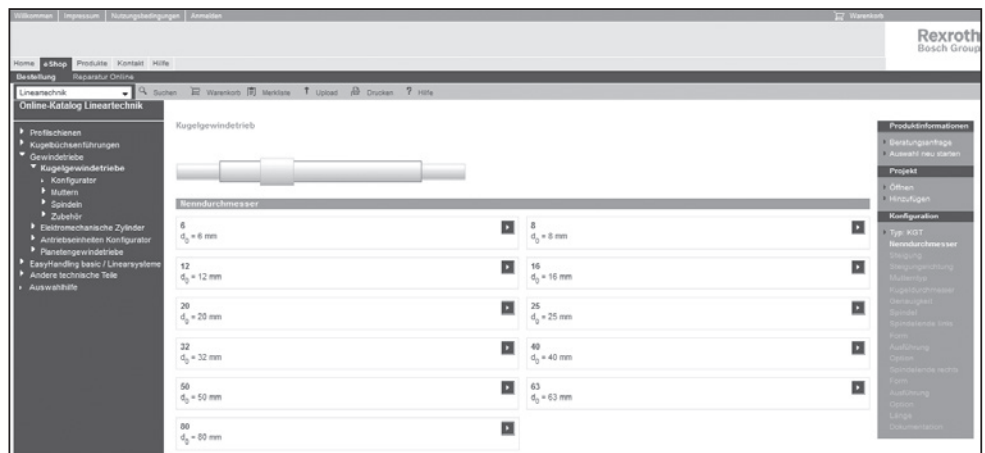 Willkommen | Impressum | Nutzungsbedingungen | Anmelden
Warenkorb
Rexroth
Bosch Group
Home eShop Produkte Kontakt Hilfe
Bestellung Reparatur Online
Lineartechnik Suchen Warenkorb Merkliste Upload Drucken Hilfe
Online-Katalog Lineartechnik
Profilschienen
Kugelbüchsenführungen
Gewindetriebe
Kugelgewindetriebe
Konfigurator
Muttern
Spindeln
Zubehör
Elektromechanische Zylinder
Antriebseinheiten Konfigurator
Planetengewindetriebe
EasyHandling basic / Linearsysteme
Andere technische Teile
Auswahlhilfe
Kugelgewindetrieb
Nenndurchmesser
6
d0 = 6 mm
8
d0 = 8 mm
12
d0 = 12 mm
16
d0 = 16 mm
20
d0 = 20 mm
25
d0 = 25 mm
32
d0 = 32 mm
40
d0 = 40 mm
50
d0 = 50 mm
63
d0 = 63 mm
80
d0 = 80 mm
Produktinformationen
Beratungsanfrage
Auswahl neu starten
Projekt
Öffnen
Hinzufügen
Konfiguration
Typ: KGT
Nenndurchmesser
Steigung
Steigungsrichtung
Mutterntyp
Kugeldurchmesser
Genauigkeit
Spindel
Spindelende links
Form
Ausführung
Option
Spindelende rechts
Form
Ausführung
Option
Länge
Dokumentation